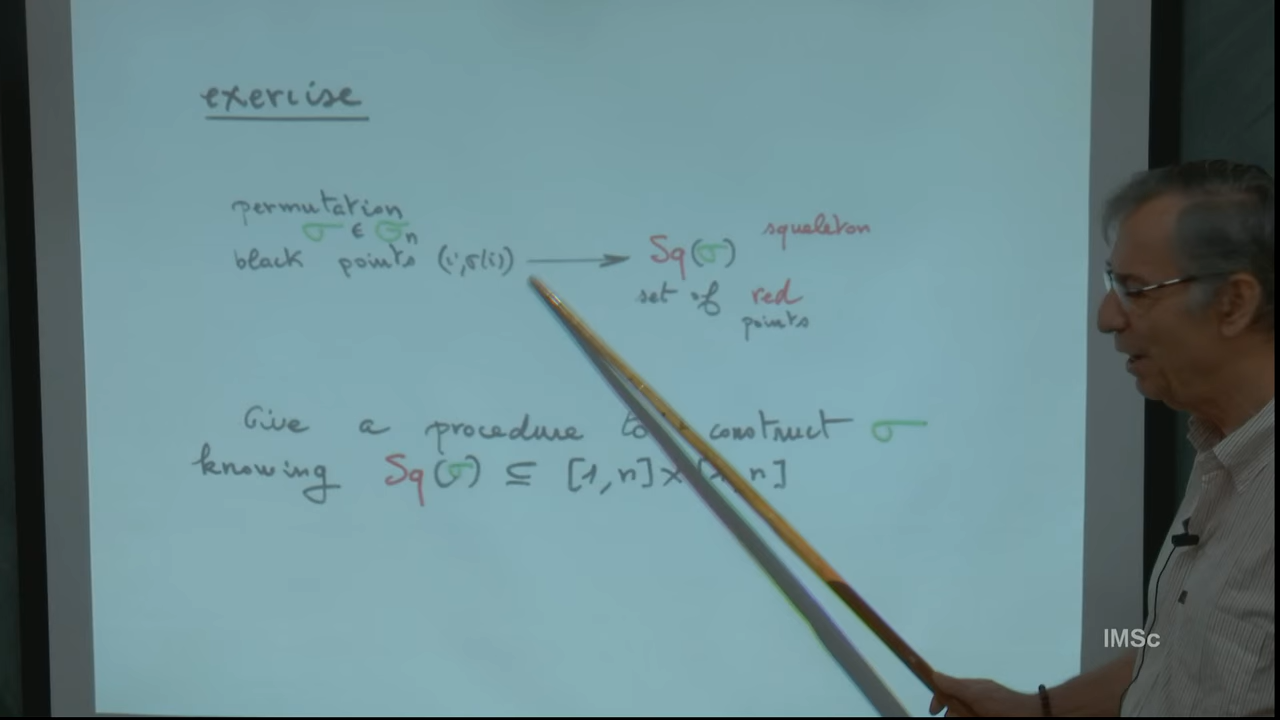 exercise
permutation
σ ∈ 𝔖n
black points (i,σ(i)) ⟶ Sq(σ) squeleton
set of red
points
Give a procedure to construct σ
knowing Sq(σ) ⊆ [1,n]×[1,n]
IMSc